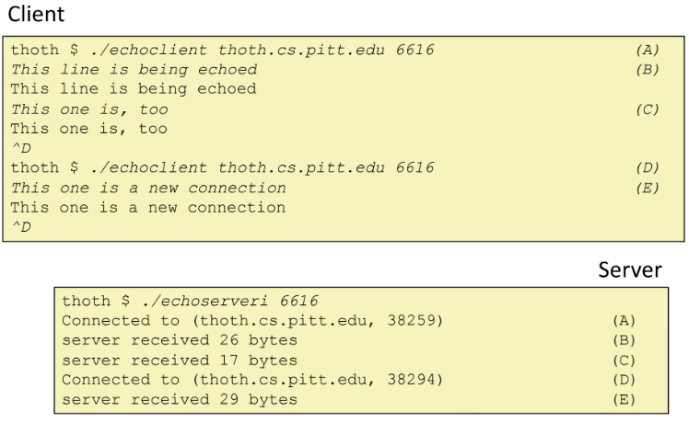 Client
thoth $ ./echoclient thoth.cs.pitt.edu 6616 (A)
This line is being echoed (B)
This line is being echoed
This one is, too (C)
This one is, too
^D
thoth $ ./echoclient thoth.cs.pitt.edu 6616 (D)
This one is a new connection (E)
This one is a new connection
^D
Server
thoth $ ./echoserveri 6616
Connected to (thoth.cs.pitt.edu, 38259) (A)
server received 26 bytes (B)
server received 17 bytes (C)
Connected to (thoth.cs.pitt.edu, 38294) (D)
server received 29 bytes (E)